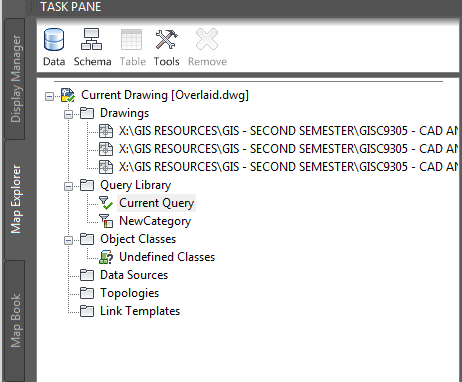 TASK PANE
Data Schema Table Tools Remove
Current Drawing [Overlaid.dwg]
Drawings
X:\GIS RESOURCES\GIS - SECOND SEMESTER\GISC9305 - CAD AN
X:\GIS RESOURCES\GIS - SECOND SEMESTER\GISC9305 - CAD AN
X:\GIS RESOURCES\GIS - SECOND SEMESTER\GISC9305 - CAD AN
Query Library
Current Query
NewCategory
Object Classes
Undefined Classes
Data Sources
Topologies
Link Templates
Display Manager
Map Explorer
Map Book